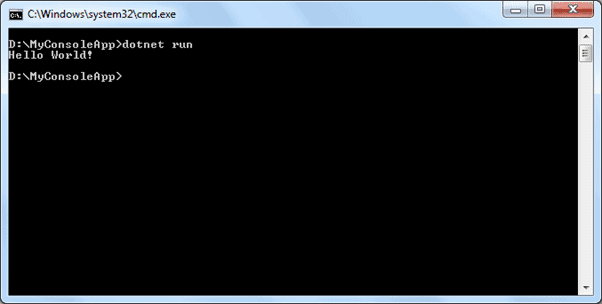 C:\Windows\system32\cmd.exe
D:\MyConsoleApp>dotnet run
Hello World!
D:\MyConsoleApp>